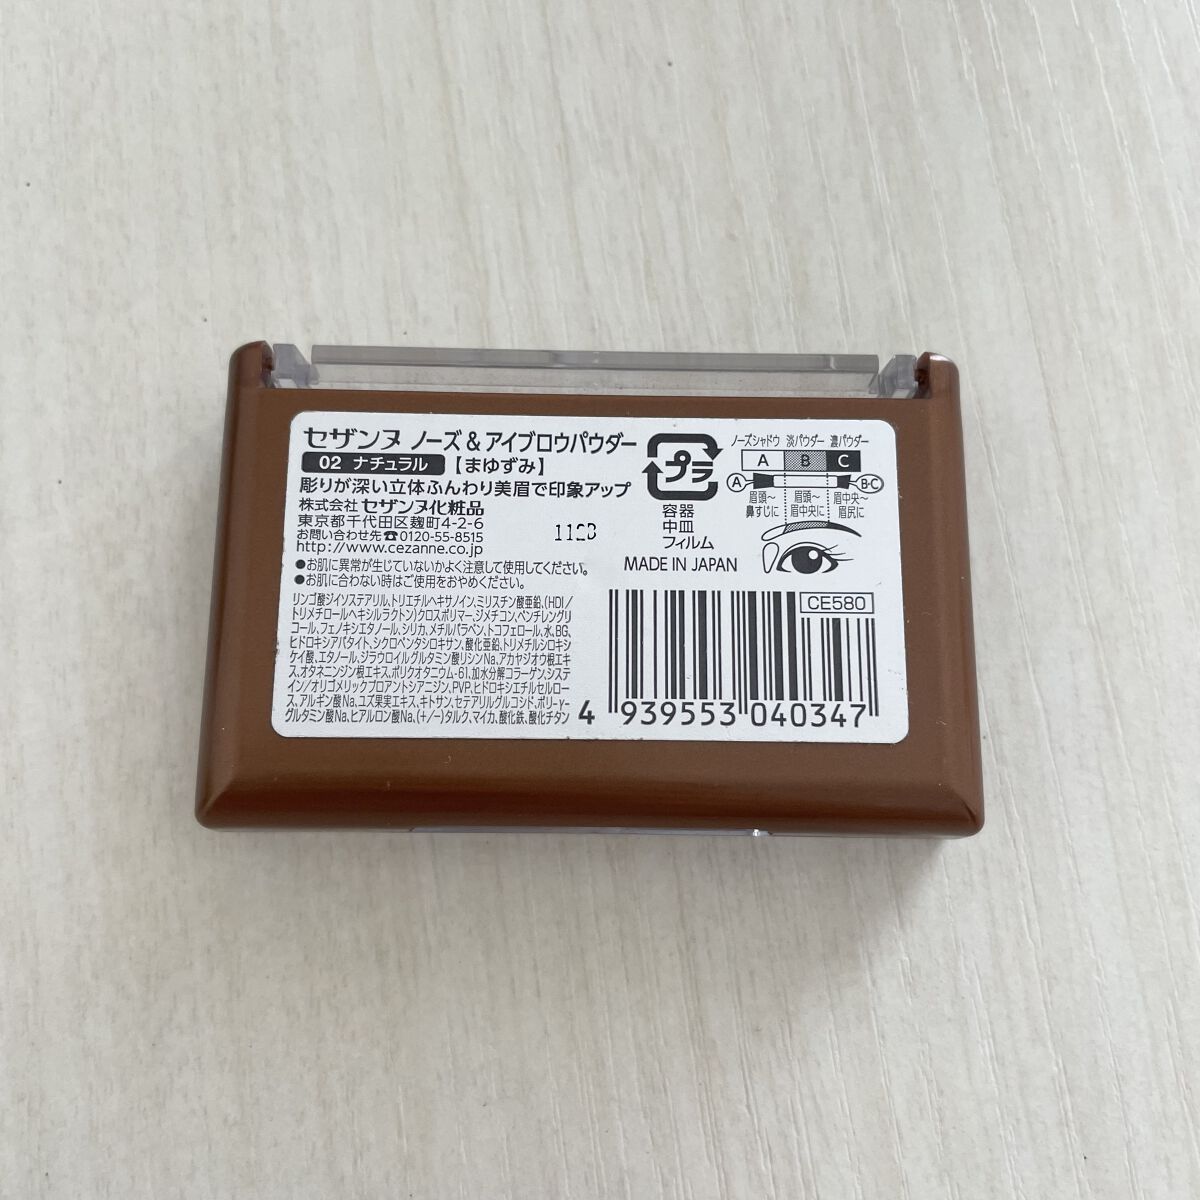 セザンヌ ノーズ&アイブロウパウダー
02 ナチュラル 【まゆずみ】
彫りが深い立体ふんわり美眉で印象アップ
株式会社 セザンヌ化粧品
東京都千代田区麹町4-2-6
お問い合わせ先☎0120-55-8515
http://www.cezanne.co.jp
112B
●お肌に異常が生じていないかよく注意して使用してください。
●お肌に合わない時はご使用をおやめください。
リンゴ酸ジイソステアリル、トリエチルヘキサノイン、ミリスチン酸亜鉛、(HDI/
トリメチロールヘキシルラクトン)クロスポリマー、ジメチコン、ペンチレングリ
コール、フェノキシエタノール、シリカ、メチルパラベン、トコフェロール、水、BG、
ヒドロキシアパタイト、シクロペンタシロキサン、酸化亜鉛、トリメチルシロキシ
ケイ酸、エタノール、ジラウロイルグルタミン酸リシンNa、アカヤジオウ根エキ
ス、オタネニンジン根エキス、ポリクオタニウム-61、加水分解コラーゲン、システ
イン/オリゴメリックプロアントシアニジン、PVP、ヒドロキシエチルセルロー
ス、アルギン酸Na、ユズ果実エキス、キトサン、セテアリルグルコシド、ポリ-γ-
グルタミン酸Na、ヒアルロン酸Na、(+/-)タルク、マイカ、酸化鉄、酸化チタン
プラ
容器
中皿
フィルム
MADE IN JAPAN
ノーズシャドウ 淡パウダー 濃パウダー
A B C
A B・C
眉頭～ 眉頭～ 眉中央～
鼻すじに 眉中央に 眉尻に
CE580
4 939553 040347